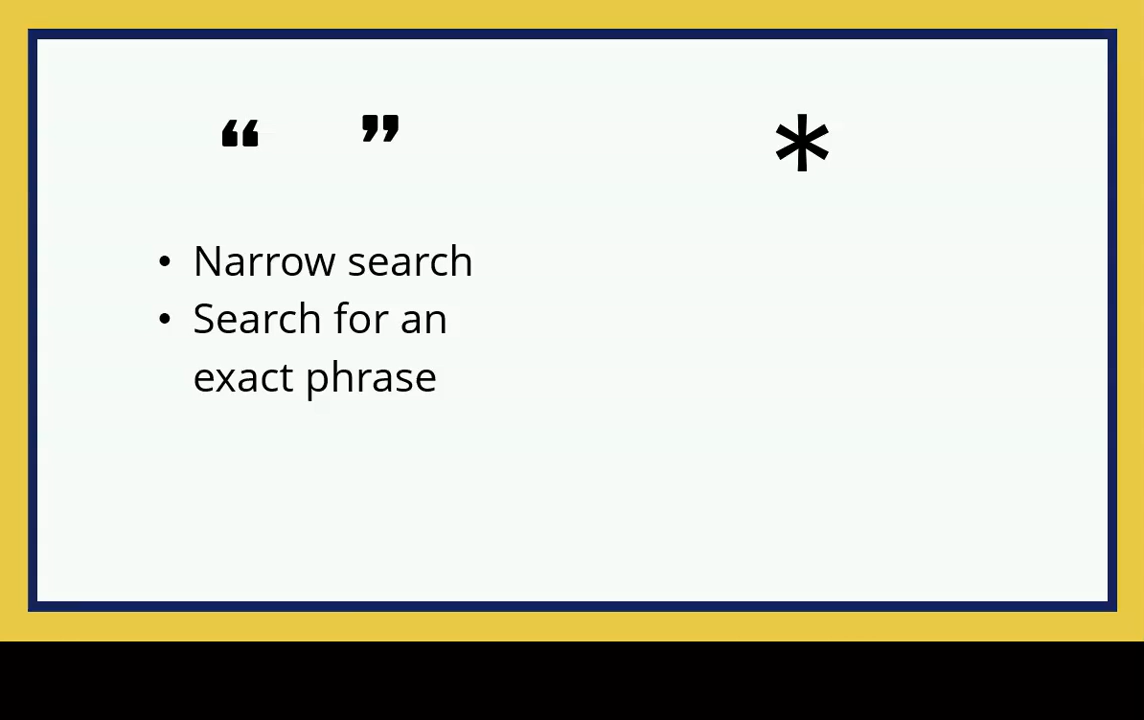 “ ” *
• Narrow search
• Search for an
exact phrase